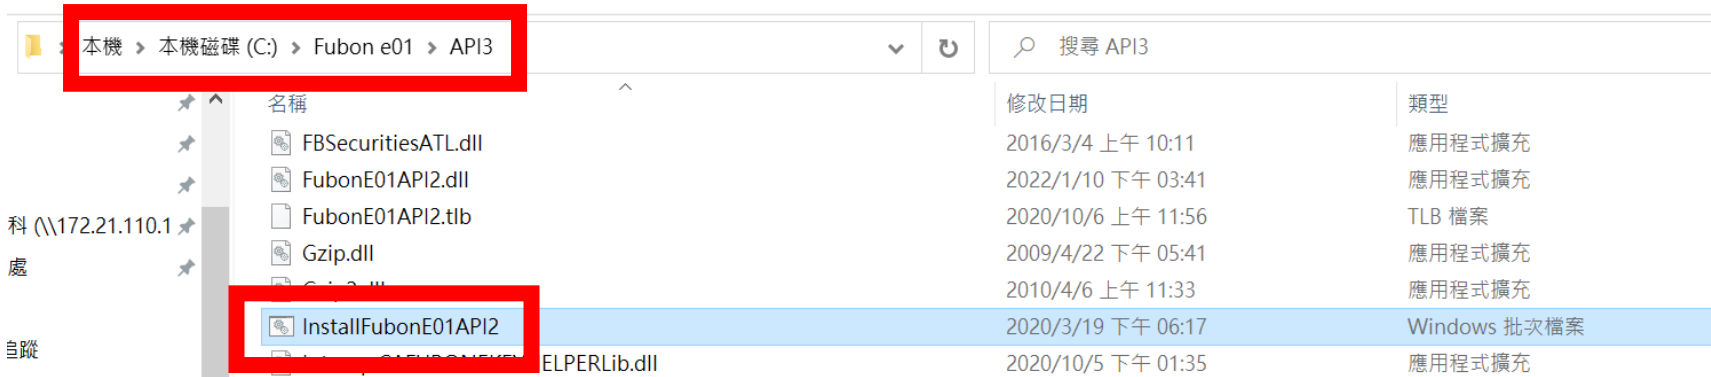 本機 > 本機磁碟 (C:) > Fubon e01 > API3
搜尋 API3
名稱 修改日期 類型
FBSecuritiesATL.dll 2016/3/4 上午 10:11 應用程式擴充
FubonE01API2.dll 2022/1/10 下午 03:41 應用程式擴充
FubonE01API2.tlb 2020/10/6 上午 11:56 TLB 檔案
科 (\\172.21.110.1
Gzip.dll 2009/4/22 下午 05:41 應用程式擴充
處
2010/4/6 上午 11:33 應用程式擴充
InstallFubonE01API2 2020/3/19 下午 06:17 Windows 批次檔案
追蹤
ELPERLib.dll 2020/10/5 下午 01:35 應用程式擴充